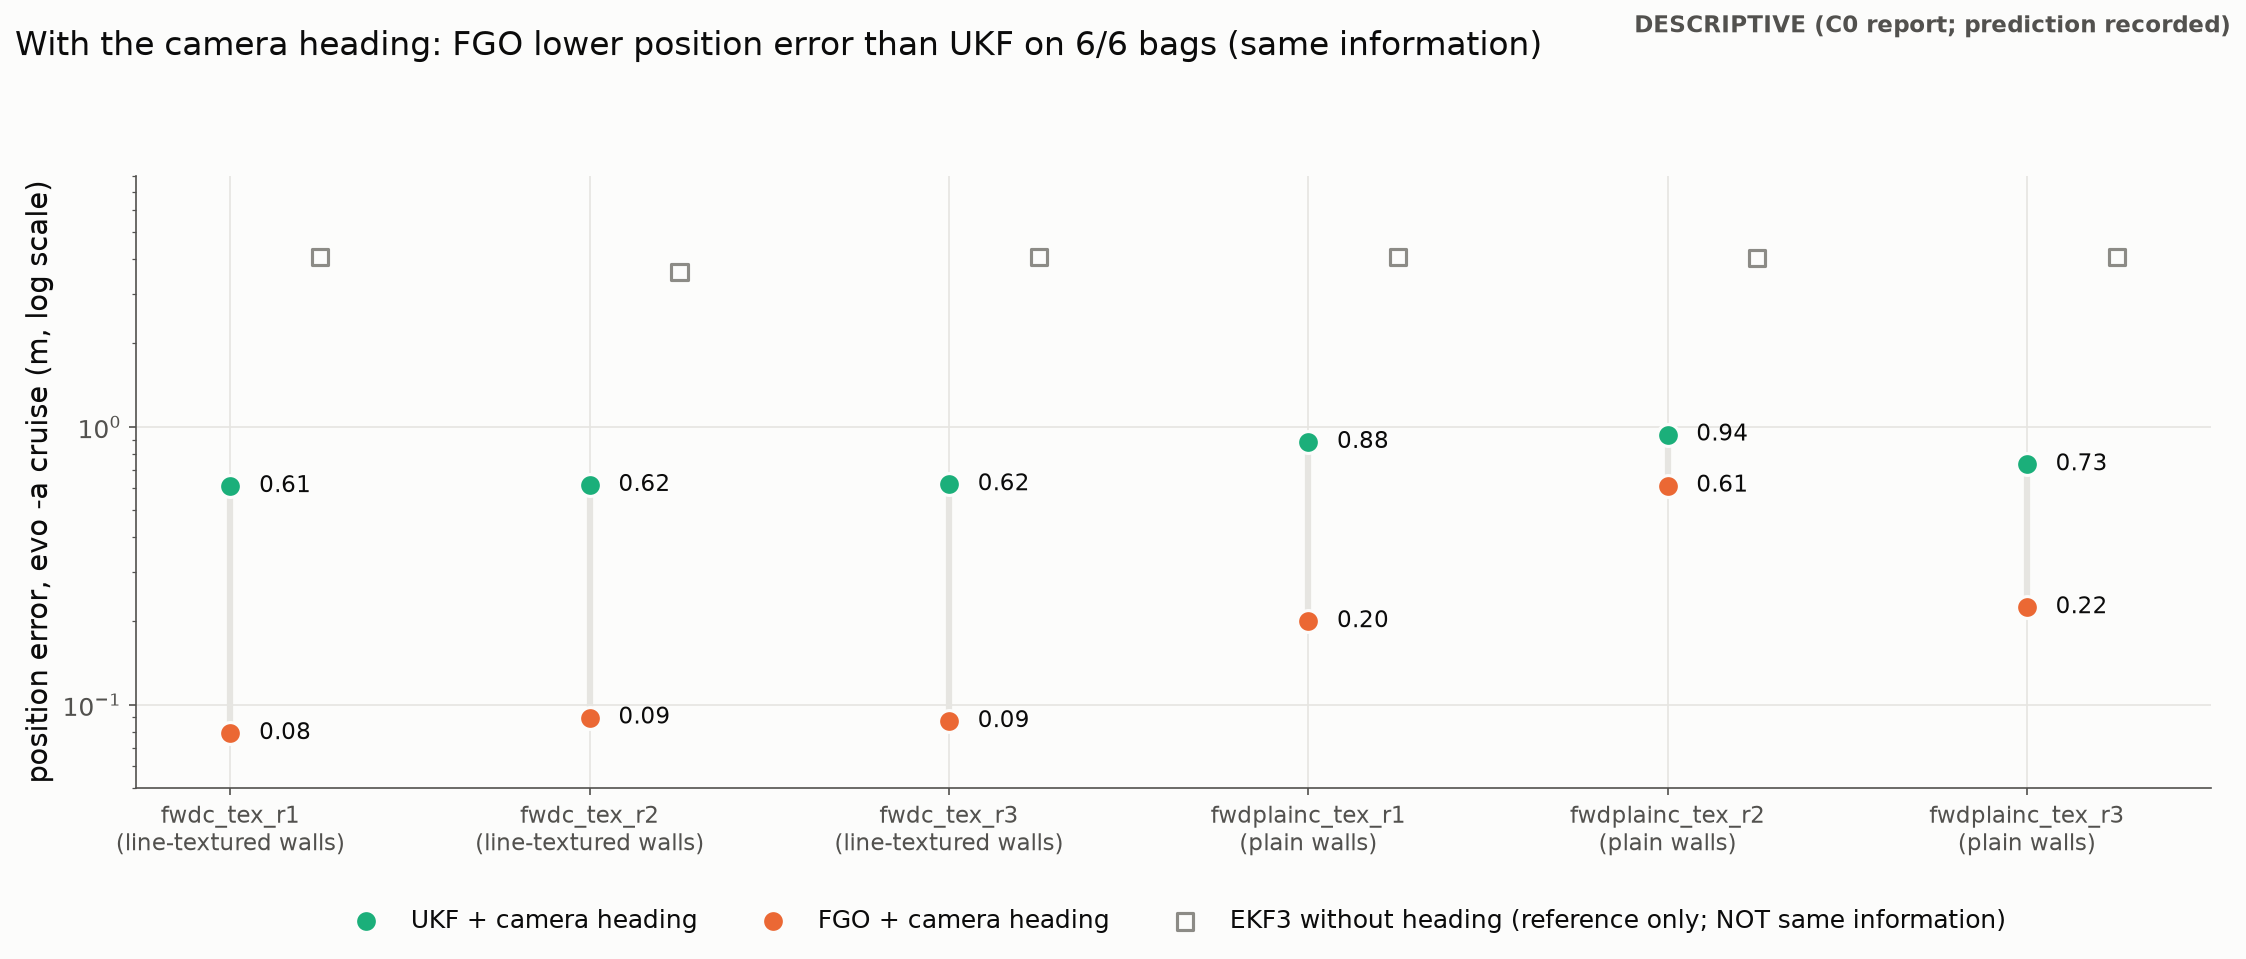 DESCRIPTIVE (C0 report; prediction recorded)
With the camera heading: FGO lower position error than UKF on 6/6 bags (same information)
position error, evo -a cruise (m, log scale)
10⁰
10⁻¹
0.61
0.62
0.62
0.88
0.94
0.73
0.08
0.09
0.09
0.20
0.61
0.22
fwdc_tex_r1
(line-textured walls)
fwdc_tex_r2
(line-textured walls)
fwdc_tex_r3
(line-textured walls)
fwdplainc_tex_r1
(plain walls)
fwdplainc_tex_r2
(plain walls)
fwdplainc_tex_r3
(plain walls)
UKF + camera heading
FGO + camera heading
EKF3 without heading (reference only; NOT same information)